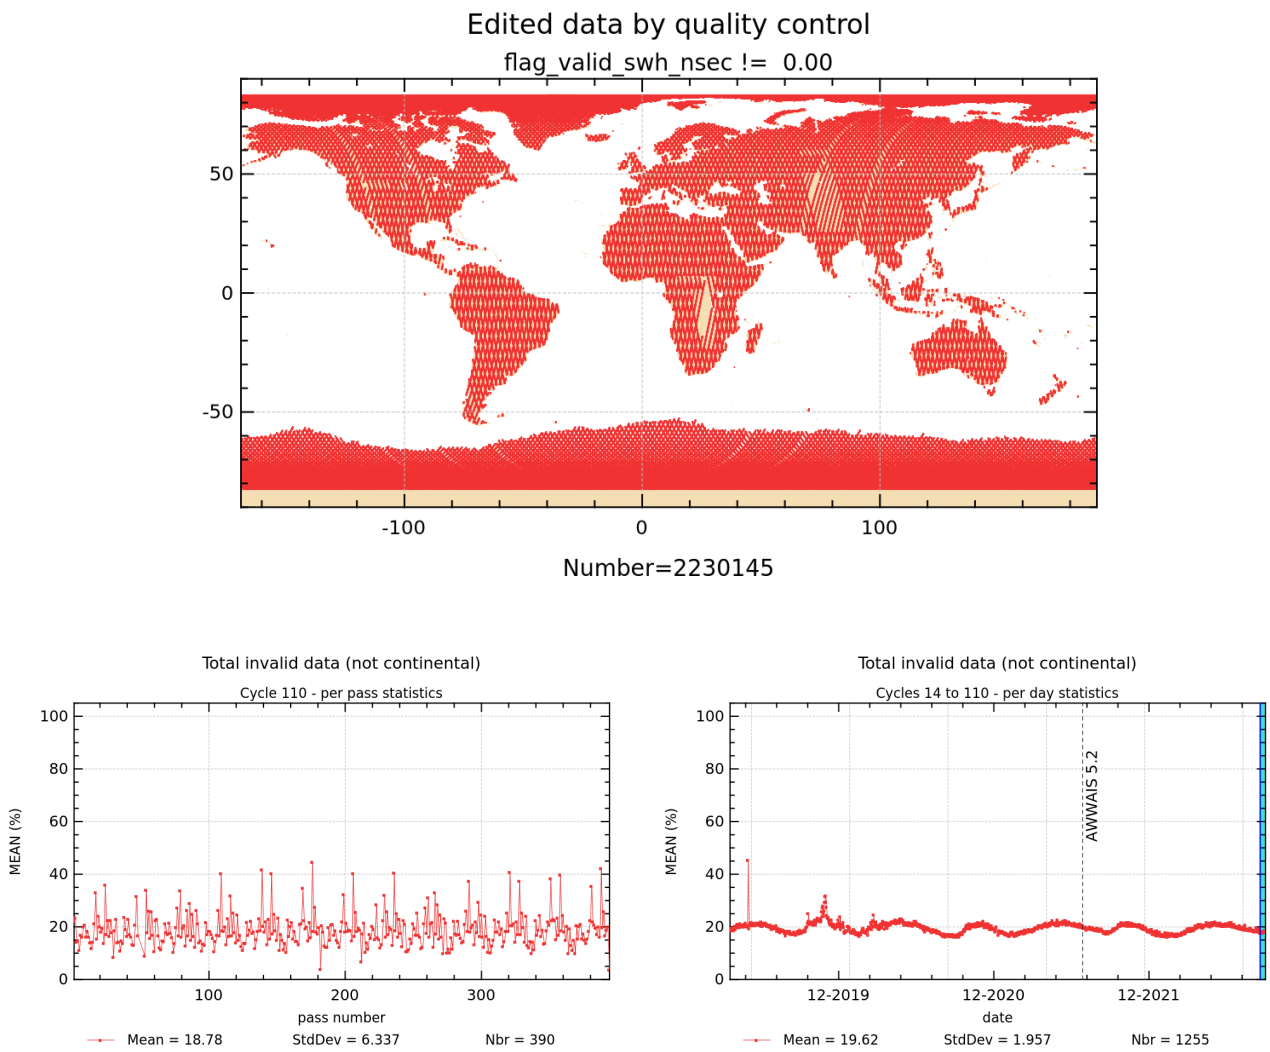 Edited data by quality control
flag_valid_swh_nsec !=  0.00
50
0
-50
-100 0 100
Number=2230145
Total invalid data (not continental)
Cycle 110 - per pass statistics
MEAN (%)
100
80
60
40
20
0
100 200 300
pass number
Mean = 18.78 StdDev = 6.337 Nbr = 390
Total invalid data (not continental)
Cycles 14 to 110 - per day statistics
MEAN (%)
100
80
60
40
20
0
AWWAIS 5.2
12-2019 12-2020 12-2021
date
Mean = 19.62 StdDev = 1.957 Nbr = 1255